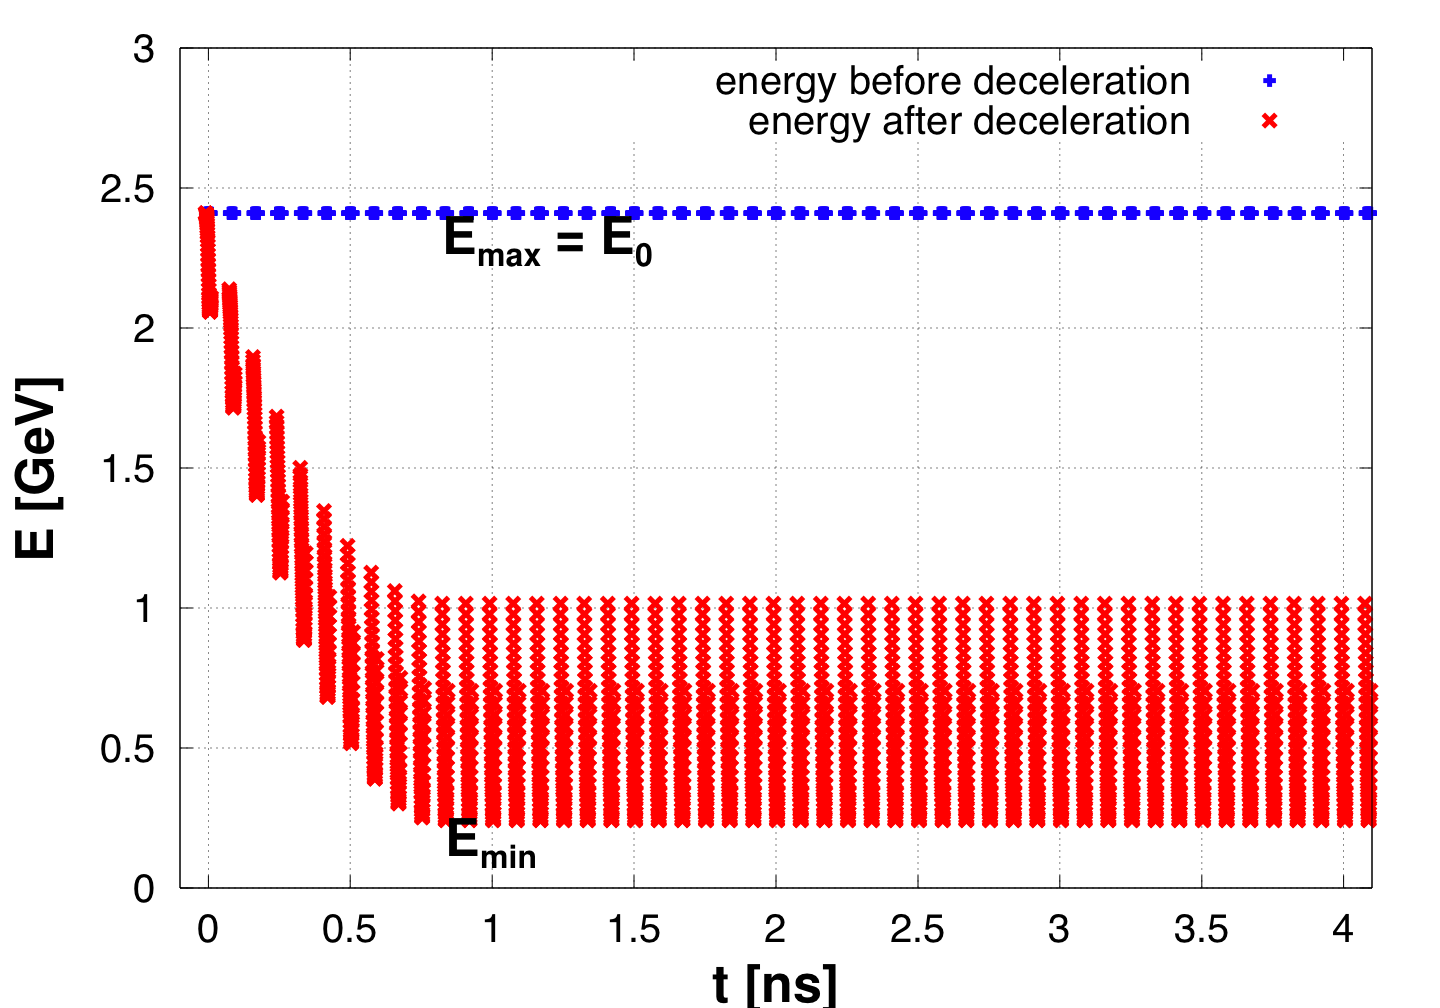 3
energy before deceleration
energy after deceleration
2.5
E_max = E_0
2
E [GeV]
1.5
1
0.5
E_min
0
0 0.5 1 1.5 2 2.5 3 3.5 4
t [ns]